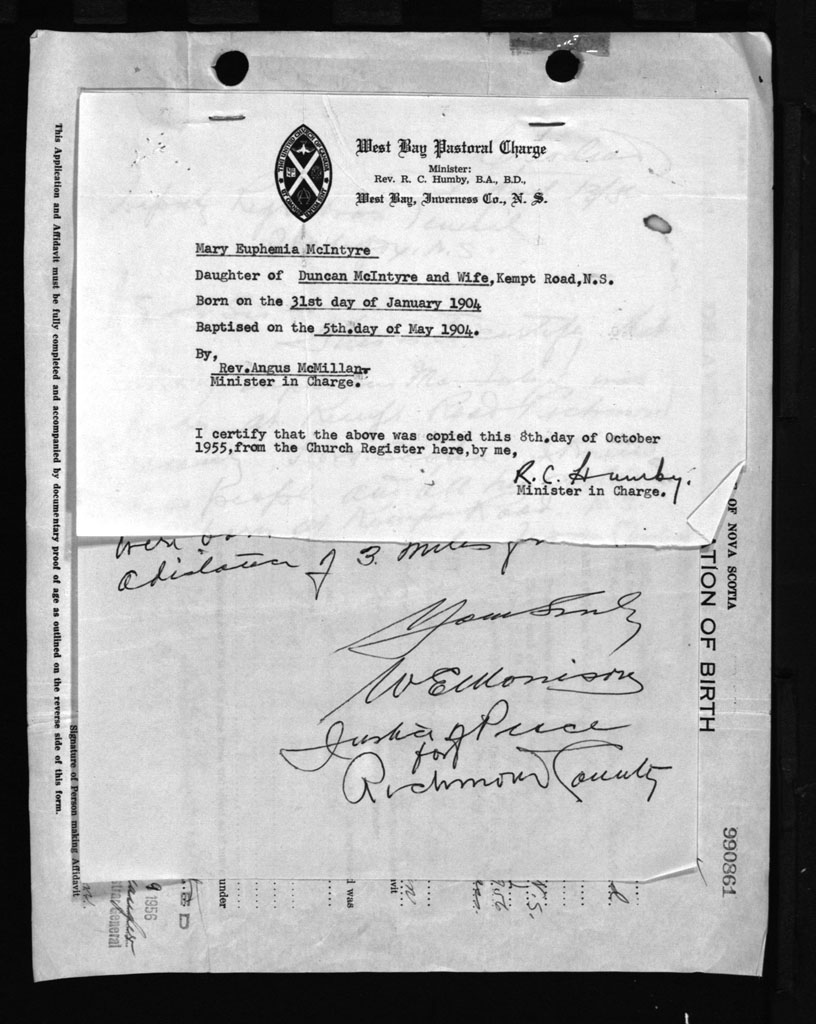 West Bay Pastoral Charge
Minister:
Rev. R. C. Humby, B.A., B.D.,
West Bay, Inverness Co., N. S.
Mary Euphemia McIntyre
Daughter of Duncan McIntyre and Wife,Kempt Road,N.S.
Born on the 31st day of January 1904
Baptised on the 5th.day of May 1904.
By,
Rev.Angus McMillan.
Minister in Charge.
I certify that the above was copied this 8th.day of October
1955,from the Church Register here,by me,
R.C. Humby.
Minister in Charge.
were
a distance of 3 miles
Yours Truly
W E Morrison
Justice of Peace
for
Richmond County
This Application and Affidavit must be fully completed and accompanied by documentary proof of age as outlined on the reverse side of this form.
Signature of Person making Affidavit
OF NOVA SCOTIA
TION OF BIRTH
990861
under
d was
vit
N.S.
9 1956
General